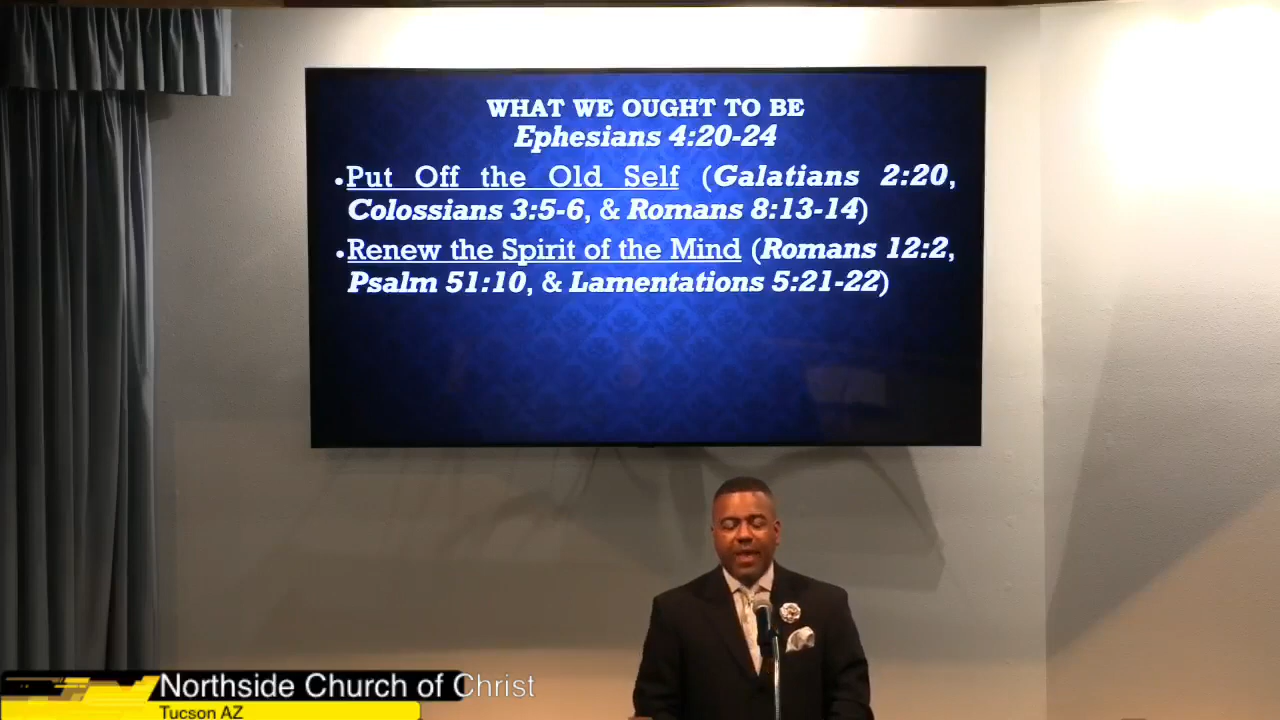 WHAT WE OUGHT TO BE
Ephesians 4:20-24
•Put Off the Old Self (Galatians 2:20,
Colossians 3:5-6, & Romans 8:13-14)
•Renew the Spirit of the Mind (Romans 12:2,
Psalm 51:10, & Lamentations 5:21-22)
Northside Church of Christ
Tucson AZ